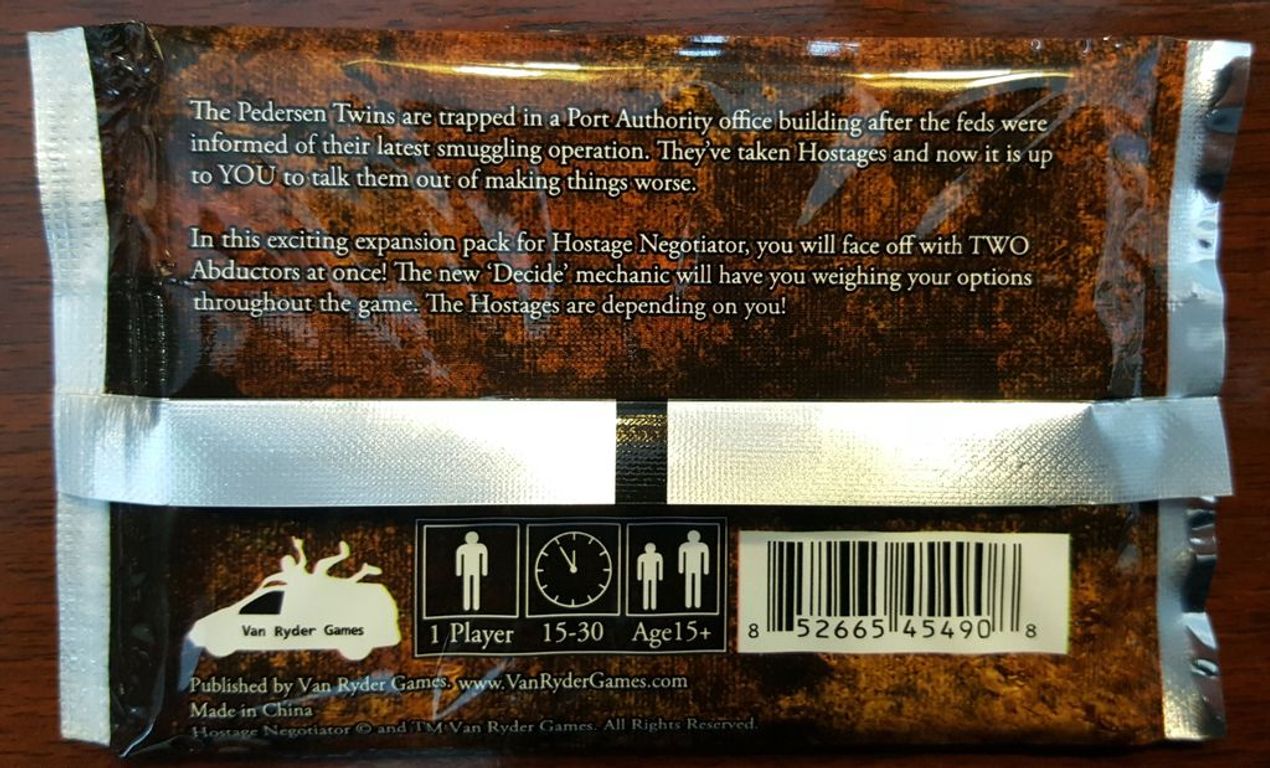 The Pedersen Twins are trapped in a Port Authority office building after the feds were
informed of their latest smuggling operation. They've taken Hostages and now it is up
to YOU to talk them out of making things worse.
In this exciting expansion pack for Hostage Negotiator, you will face off with TWO
Abductors at once! The new 'Decide' mechanic will have you weighing your options
throughout the game. The Hostages are depending on you!
Van Ryder Games
1 Player 15-30 Age15+
8 52665 45490 8
Published by Van Ryder Games. www.VanRyderGames.com
Made in China
Hostage Negotiator © and TM Van Ryder Games. All Rights Reserved.